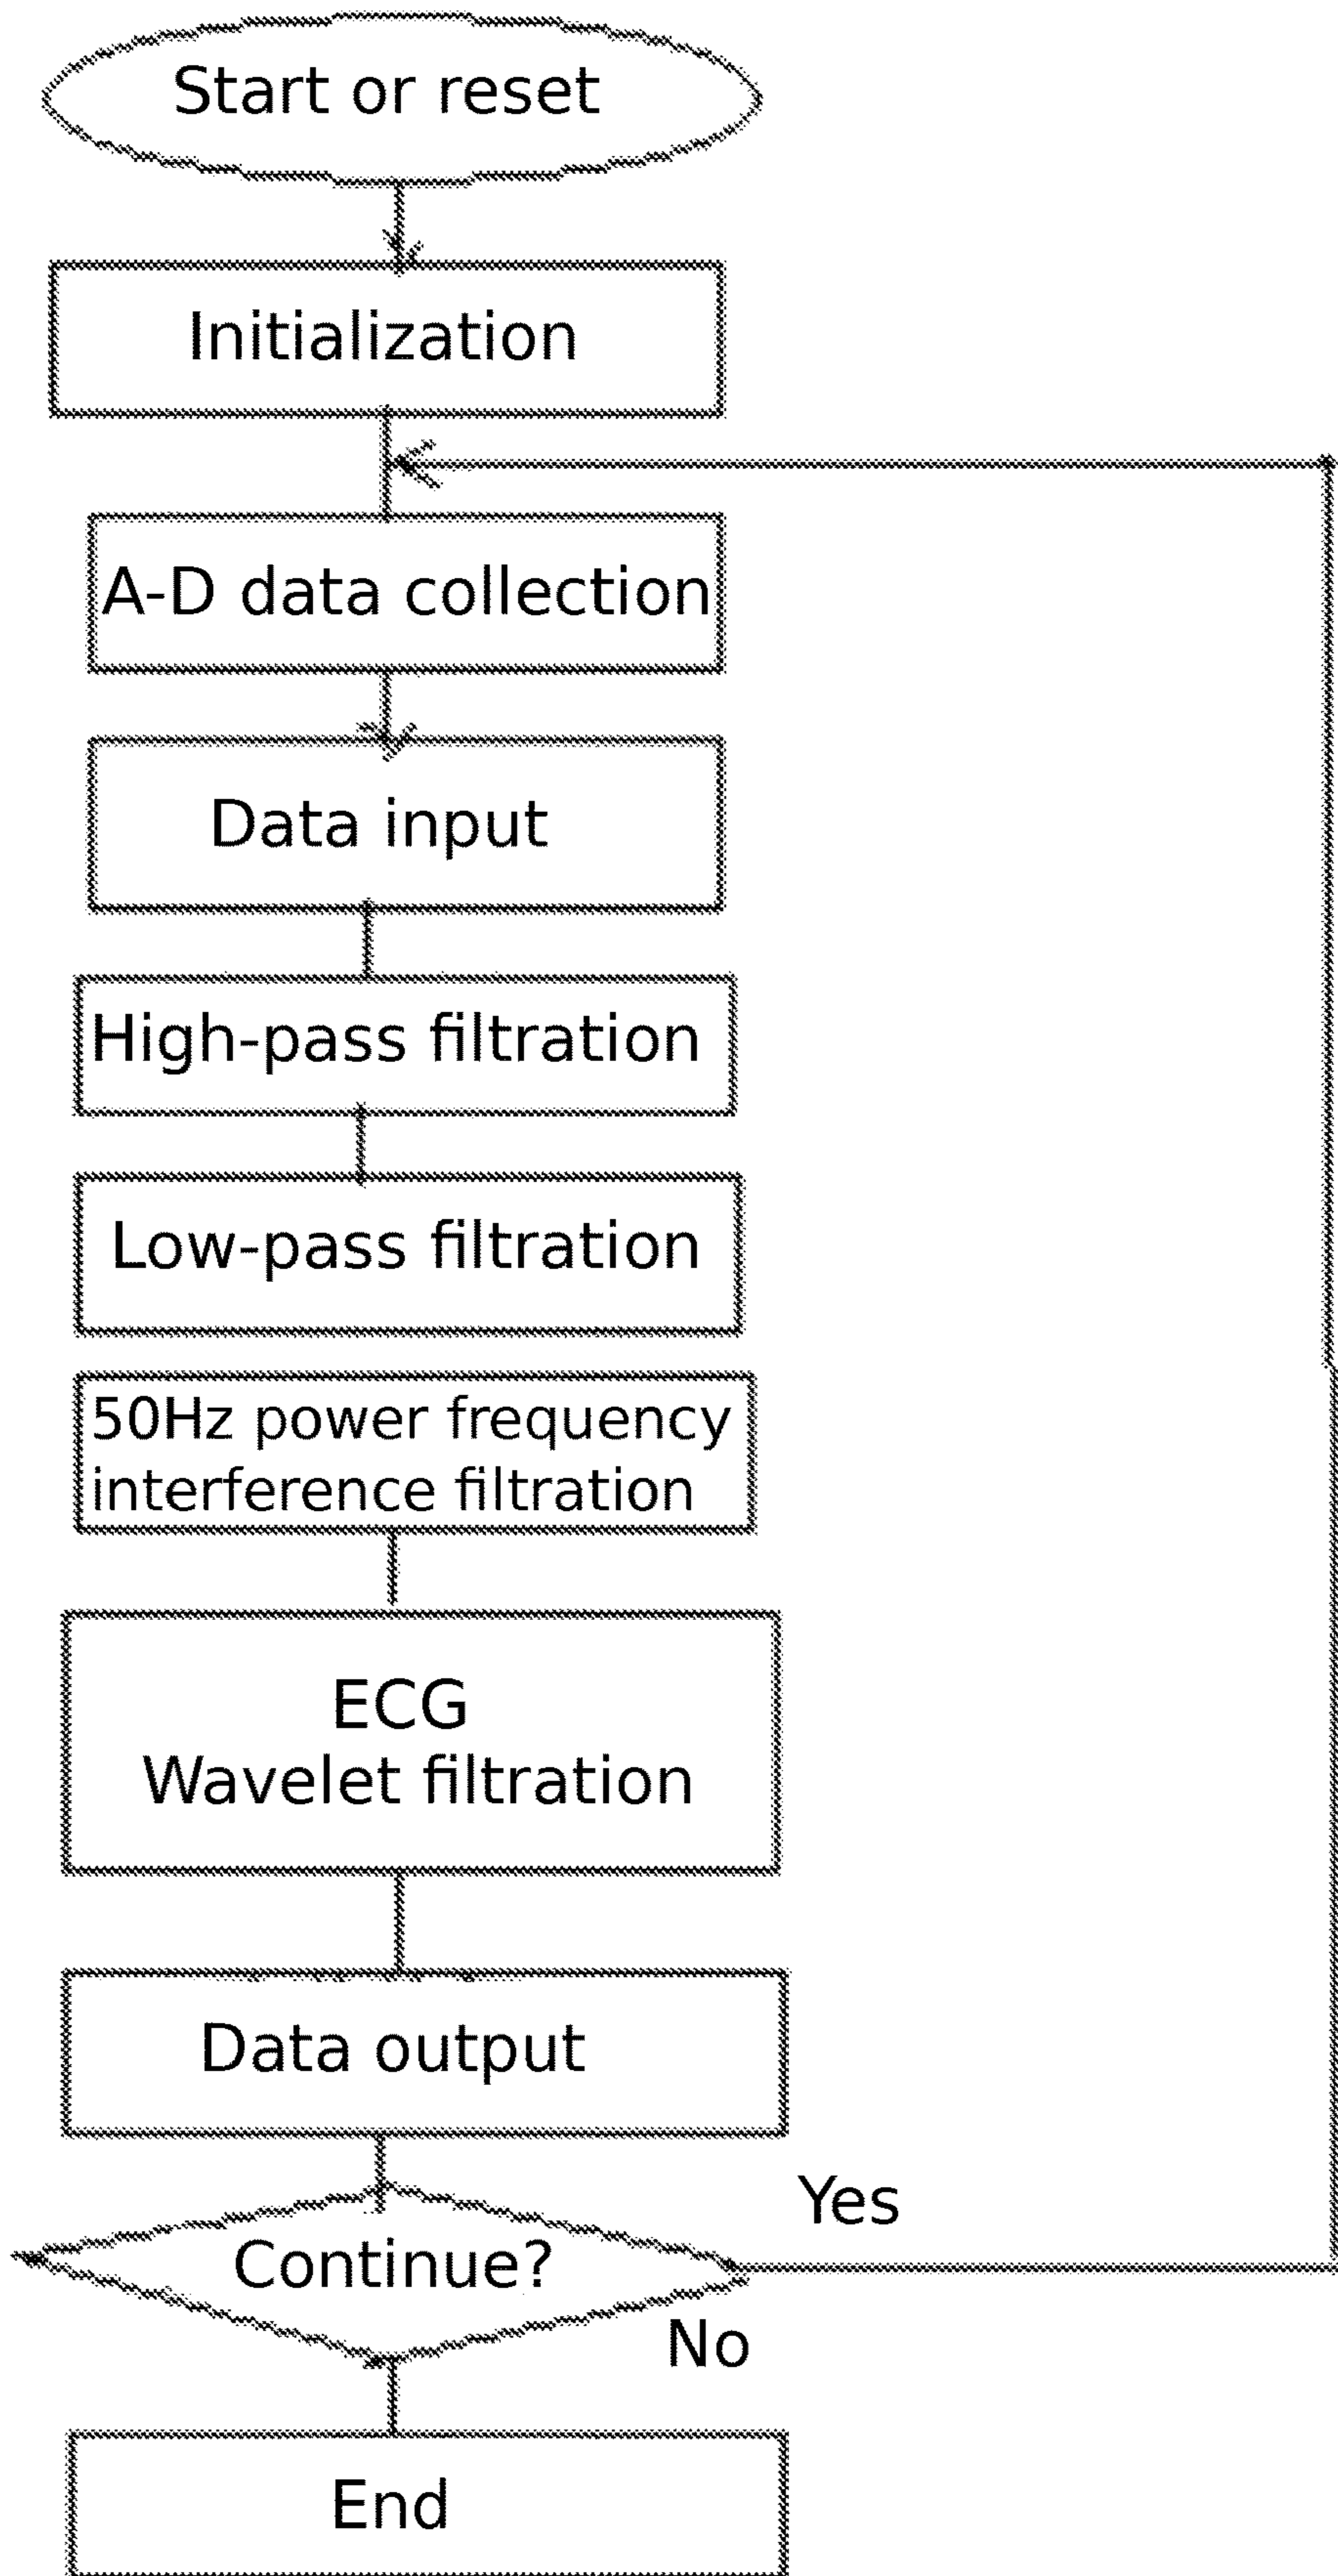 Start or reset
Initialization
A-D data collection
Data input
High-pass filtration
Low-pass filtration
50Hz power frequency
interference filtration
ECG
Wavelet filtration
Data output
Yes
Continue?
No
End